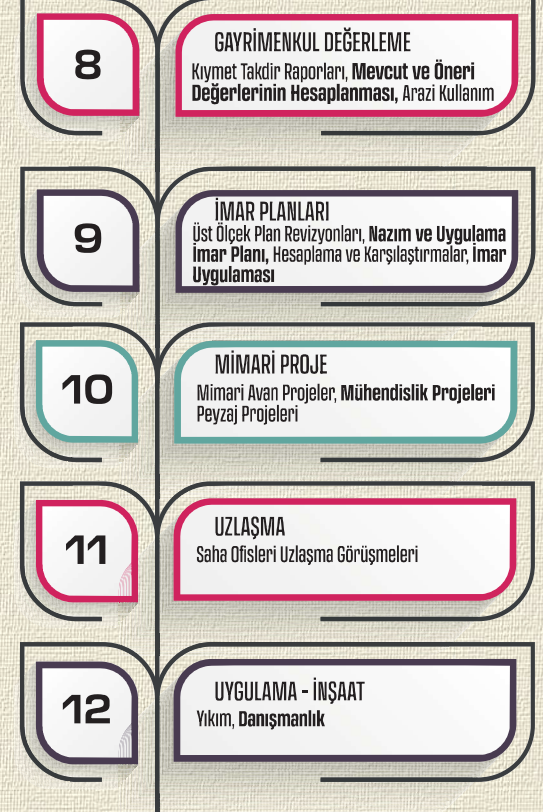 8
GAYRİMENKUL DEĞERLEME
Kıymet Takdir Raporları, Mevcut ve Öneri
Değerlerinin Hesaplanması, Arazi Kullanım
9
İMAR PLANLARI
Üst Ölçek Plan Revizyonları, Nazım ve Uygulama
İmar Planı, Hesaplama ve Karşılaştırmalar, İmar
Uygulaması
10
MİMARİ PROJE
Mimari Avan Projeler, Mühendislik Projeleri
Peyzaj Projeleri
11
UZLAŞMA
Saha Ofisleri Uzlaşma Görüşmeleri
12
UYGULAMA - İNŞAAT
Yıkım, Danışmanlık